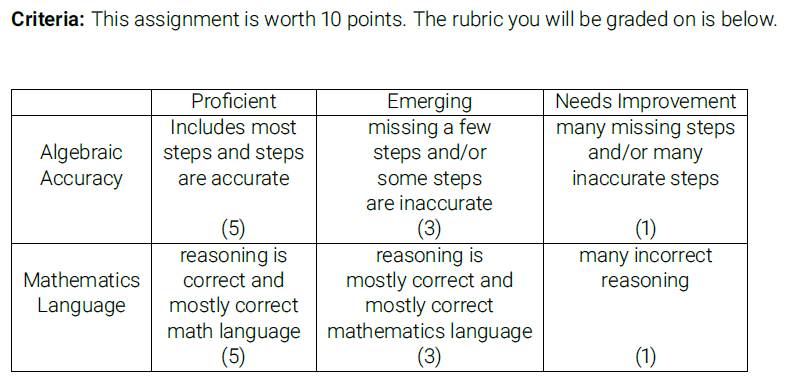 Criteria: This assignment is worth 10 points. The rubric you will be graded on is below.
Proficient Emerging Needs Improvement
Algebraic Accuracy
Includes most
steps and steps
are accurate
(5)
missing a few
steps and/or
some steps
are inaccurate
(3)
many missing steps
and/or many
inaccurate steps
(1)
Mathematics
Language
reasoning is
correct and
mostly correct
math language
(5)
reasoning is
mostly correct and
mostly correct
mathematics language
(3)
many incorrect
reasoning
(1)